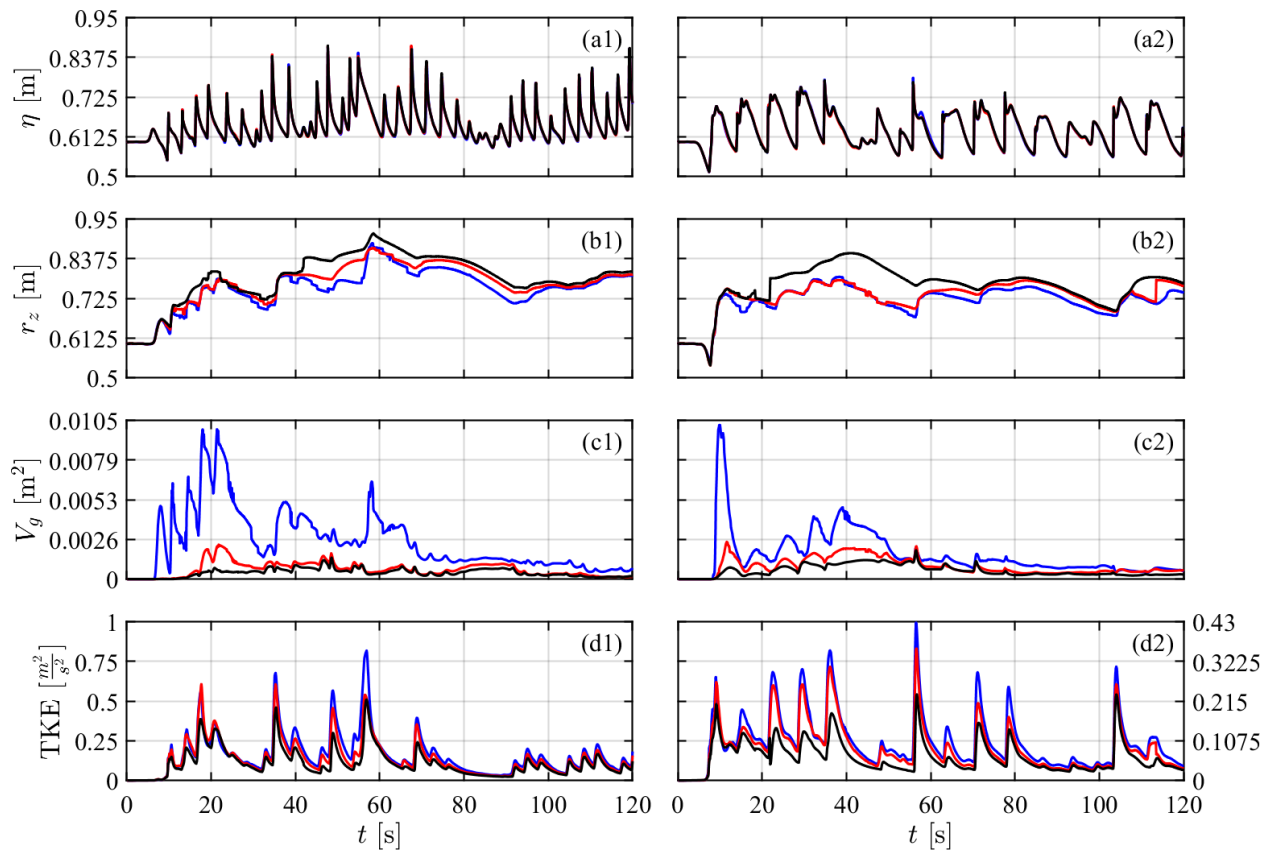 0.95
0.8375
0.725
0.6125
0.5
η [m]
(a1)
(a2)
0.95
0.8375
0.725
0.6125
0.5
r_z [m]
(b1)
(b2)
0.0105
0.0079
0.0053
0.0026
0
V_g [m²]
(c1)
(c2)
1
0.75
0.5
0.25
0
TKE [m²/s²]
(d1)
(d2)
0.43
0.3225
0.215
0.1075
0
0 20 40 60 80 100 120
0 20 40 60 80 100 120
t [s]
t [s]